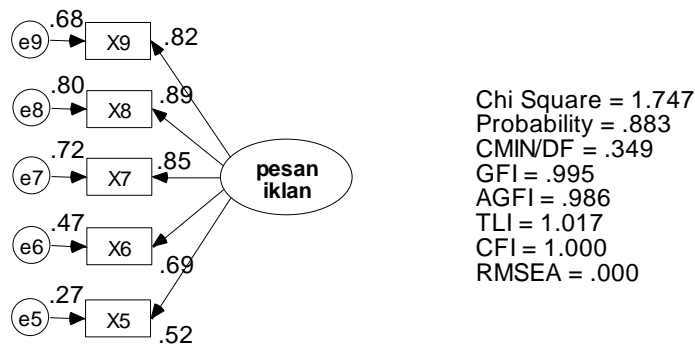 .68
e9
X9
.82
.80
e8
X8
.89
.72
e7
X7
.85
pesan
iklan
.47
e6
X6
.69
.27
e5
X5
.52
Chi Square = 1.747
Probability = .883
CMIN/DF = .349
GFI = .995
AGFI = .986
TLI = 1.017
CFI = 1.000
RMSEA = .000